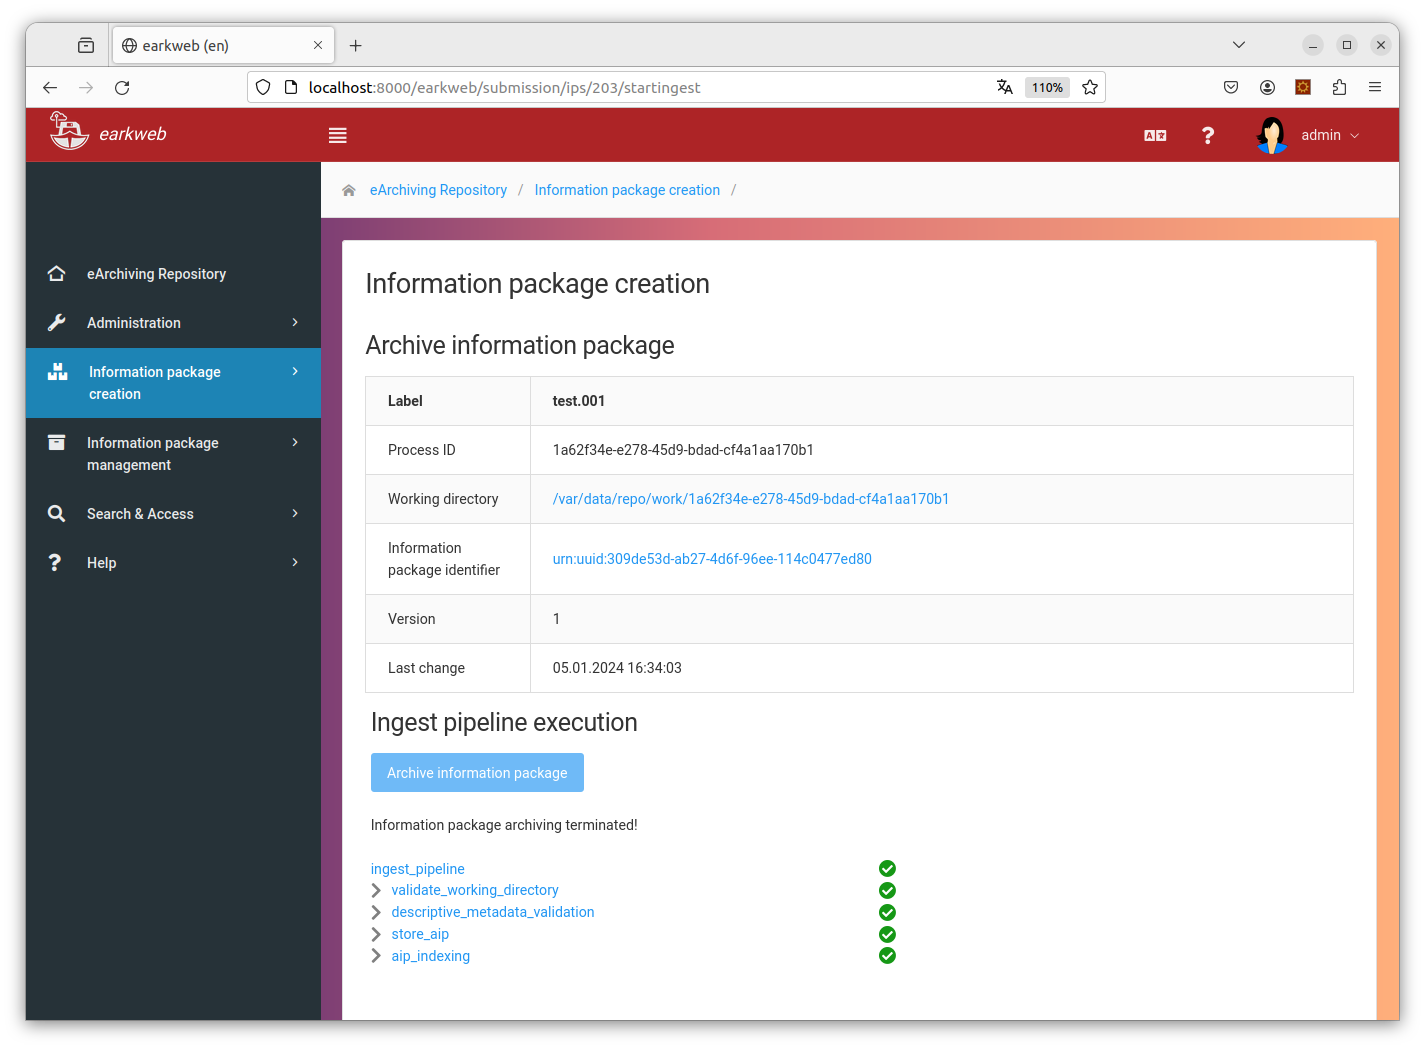 earkweb (en)
localhost:8000/earkweb/submission/ips/203/startingest
110%
earkweb
admin
eArchiving Repository / Information package creation /
eArchiving Repository
Administration
Information package
creation
Information package
management
Search & Access
Help
Information package creation
Archive information package
Label test.001
Process ID 1a62f34e-e278-45d9-bdad-cf4a1aa170b1
Working directory /var/data/repo/work/1a62f34e-e278-45d9-bdad-cf4a1aa170b1
Information
package identifier urn:uuid:309de53d-ab27-4d6f-96ee-114c0477ed80
Version 1
Last change 05.01.2024 16:34:03
Ingest pipeline execution
Archive information package
Information package archiving terminated!
ingest_pipeline
validate_working_directory
descriptive_metadata_validation
store_aip
aip_indexing